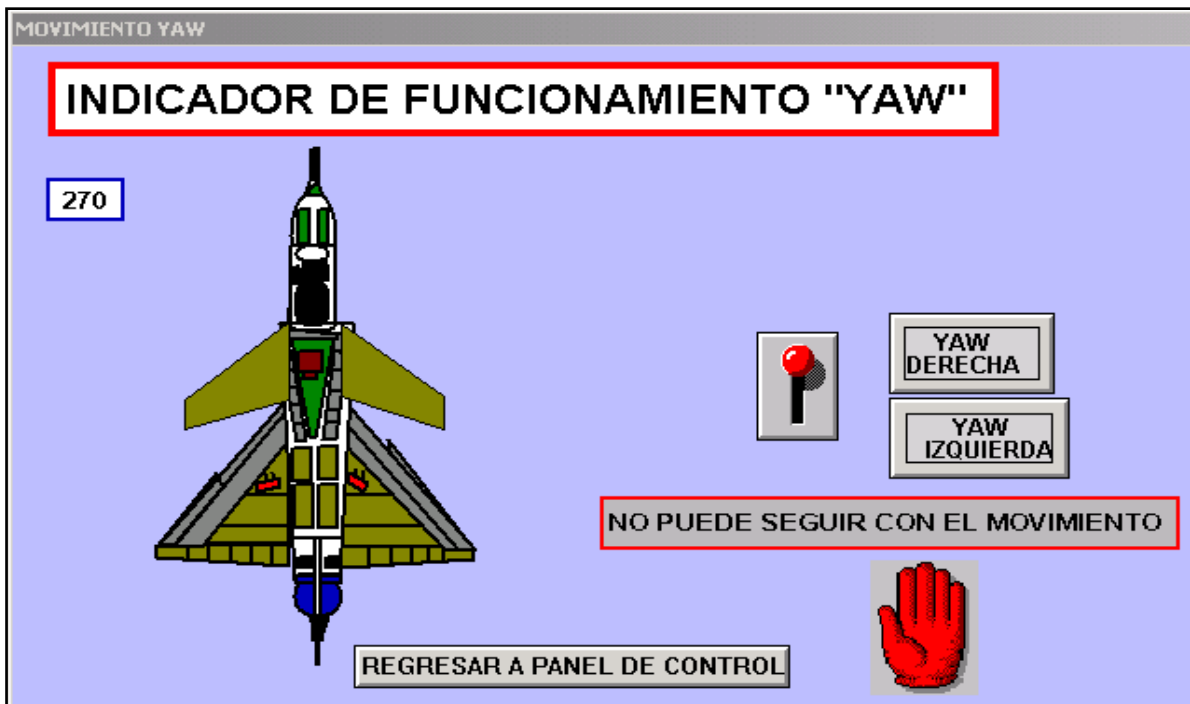 MOVIMIENTO YAW
INDICADOR DE FUNCIONAMIENTO "YAW"
270
YAW
DERECHA
YAW
IZQUIERDA
NO PUEDE SEGUIR CON EL MOVIMIENTO
REGRESAR A PANEL DE CONTROL